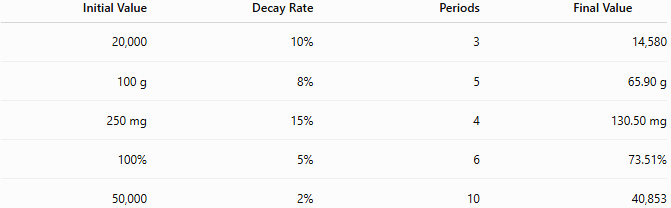 Initial Value Decay Rate Periods Final Value
20,000 10% 3 14,580
100 g 8% 5 65.90 g
250 mg 15% 4 130.50 mg
100% 5% 6 73.51%
50,000 2% 10 40,853